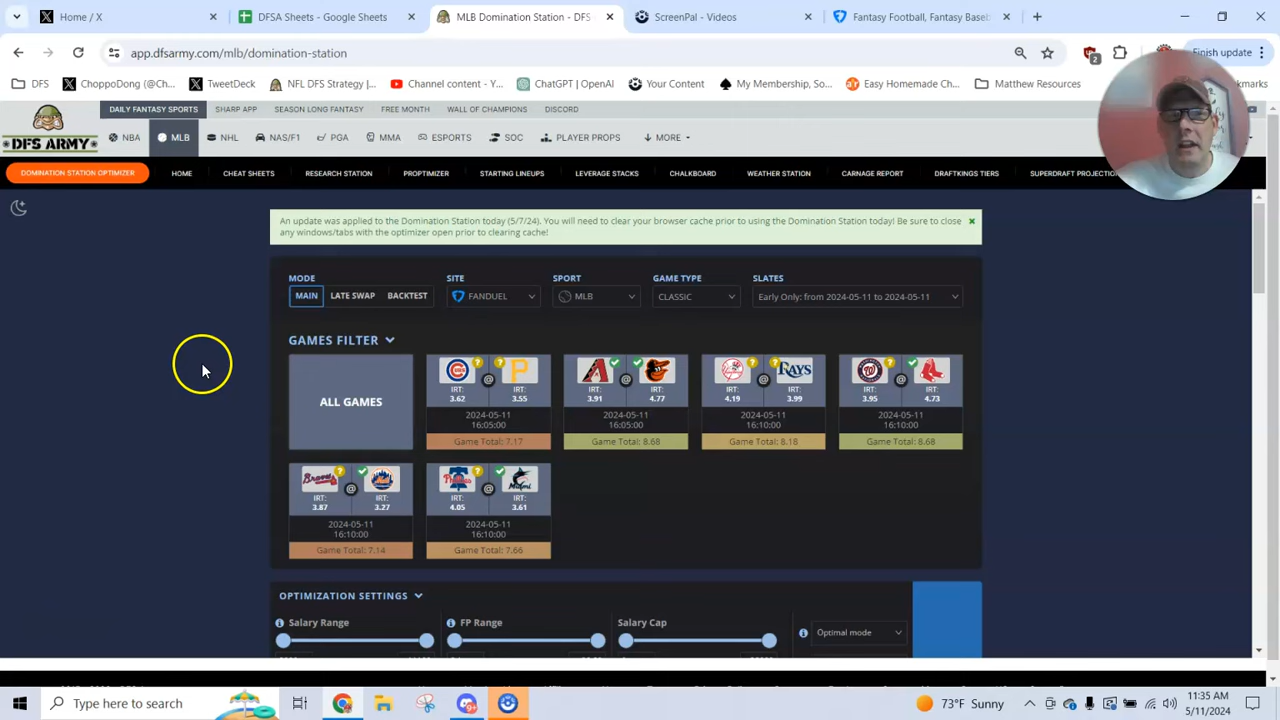 Home / X
DFSA Sheets - Google Sheets
MLB Domination Station - DFS
ScreenPal - Videos
Fantasy Football, Fantasy Baseb
app.dfsarmy.com/mlb/domination-station
2
Finish update
DFS
ChoppoDong (@Ch...
TweetDeck
NFL DFS Strategy |...
Channel content - Y...
ChatGPT | OpenAI
Your Content
My Membership, So...
Easy Homemade Ch...
Matthew Resources
DFS ARMY
DAILY FANTASY SPORTS
SHARP APP
SEASON LONG FANTASY
FREE MONTH
WALL OF CHAMPIONS
DISCORD
NBA
MLB
NHL
NAS/F1
PGA
MMA
ESPORTS
SOC
PLAYER PROPS
MORE
DOMINATION STATION OPTIMIZER
HOME
CHEAT SHEETS
RESEARCH STATION
PROPTIMIZER
STARTING LINEUPS
LEVERAGE STACKS
CHALKBOARD
WEATHER STATION
CARNAGE REPORT
DRAFTKINGS TIERS
An update was applied to the Domination Station today (5/7/24). You will need to clear your browser cache prior to using the Domination Station today! Be sure to close
any windows/tabs with the optimizer open prior to clearing cache!
MODE
SITE
SPORT
GAME TYPE
SLATES
MAIN
LATE SWAP
BACKTEST
FANDUEL
MLB
CLASSIC
Early Only: from 2024-05-11 to 2024-05-11
GAMES FILTER
ALL GAMES
@
IRT: 3.62
IRT: 3.55
2024-05-11
16:05:00
Game Total: 7.17
@
IRT: 3.91
IRT: 4.77
2024-05-11
16:05:00
Game Total: 8.68
@
IRT: 4.19
IRT: 3.99
2024-05-11
16:10:00
Game Total: 8.18
@
IRT: 3.95
IRT: 4.73
2024-05-11
16:10:00
Game Total: 8.68
@
IRT: 3.87
IRT: 3.27
2024-05-11
16:10:00
Game Total: 7.14
@
IRT: 4.05
IRT: 3.61
2024-05-11
16:10:00
Game Total: 7.66
OPTIMIZATION SETTINGS
Salary Range
FP Range
Salary Cap
Optimal mode
Type here to search
73°F Sunny
11:35 AM
5/11/2024